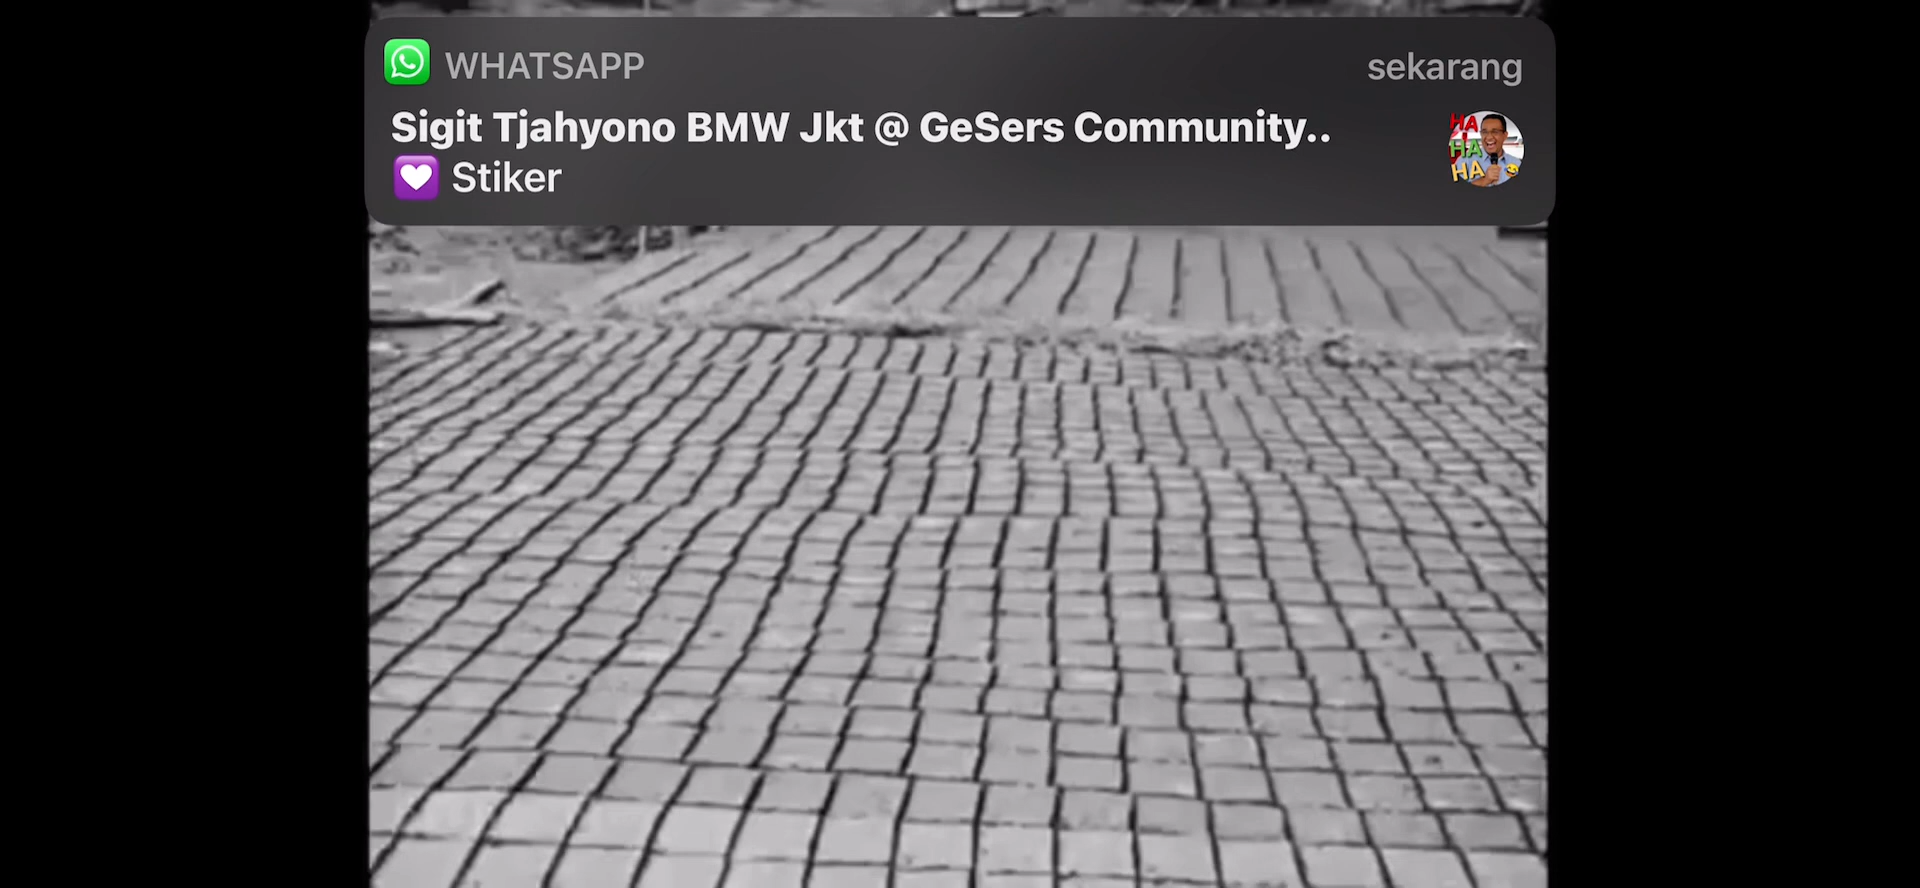 WHATSAPP
sekarang
Sigit Tjahyono BMW Jkt @ GeSers Community..
Stiker
HA
HA
HA